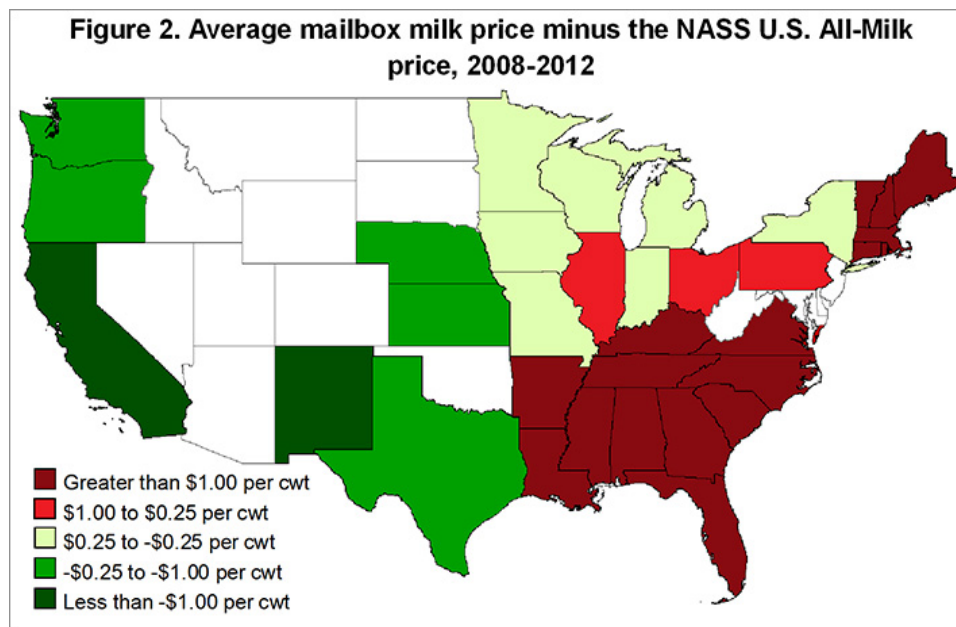 Figure 2. Average mailbox milk price minus the NASS U.S. All-Milk
price, 2008-2012
Greater than $1.00 per cwt
$1.00 to $0.25 per cwt
$0.25 to -$0.25 per cwt
-$0.25 to -$1.00 per cwt
Less than -$1.00 per cwt